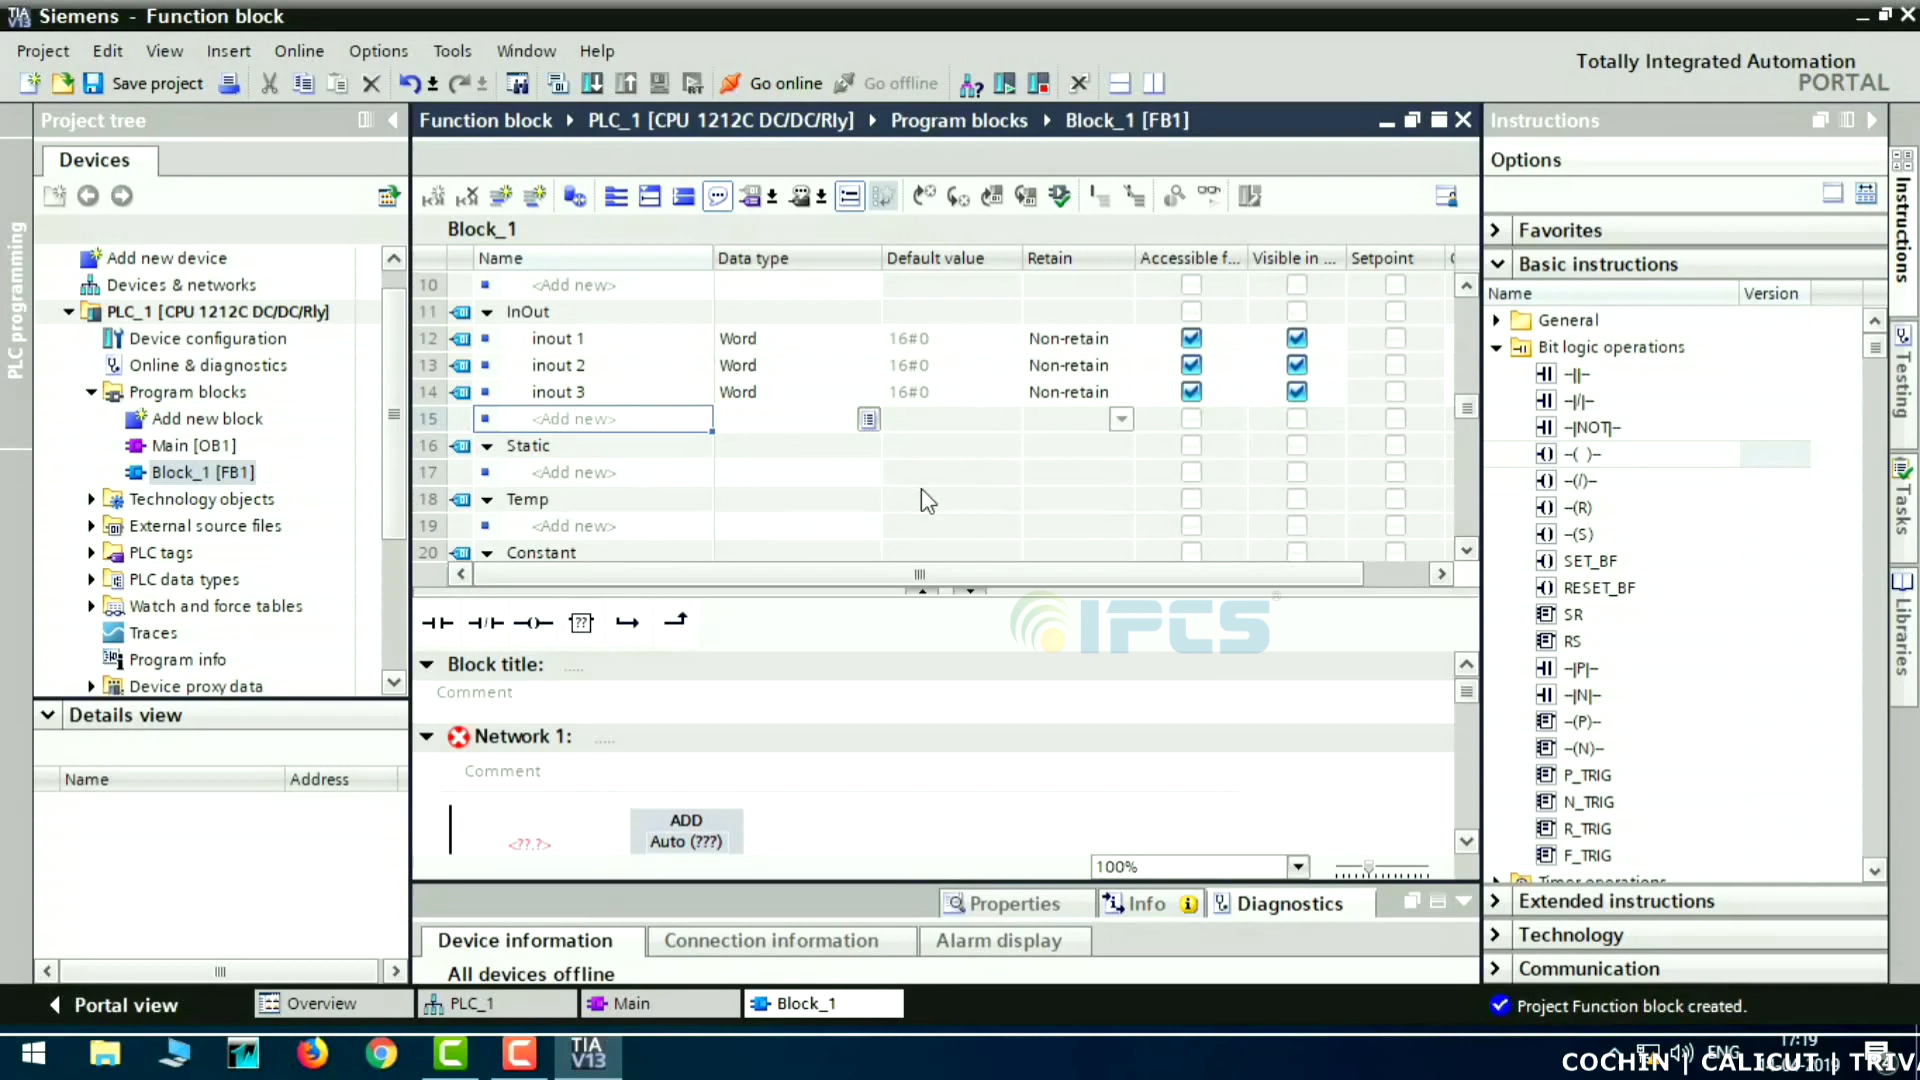 Siemens - Function block
Project Edit View Insert Online Options Tools Window Help
Totally Integrated Automation
PORTAL
Save project Go online Go offline
Project tree
Function block PLC_1 [CPU 1212C DC/DC/Rly] Program blocks Block_1 [FB1]
Instructions
Devices
Options
PLC programming
Add new device
Devices & networks
PLC_1 [CPU 1212C DC/DC/Rly]
Device configuration
Online & diagnostics
Program blocks
Add new block
Main [OB1]
Block_1 [FB1]
Technology objects
External source files
PLC tags
PLC data types
Watch and force tables
Traces
Program info
Device proxy data
Details view
Name Address
Block_1
Name Data type Default value Retain Accessible f... Visible in ... Setpoint
10 <Add new>
11 InOut
12 inout 1 Word 16#0 Non-retain
13 inout 2 Word 16#0 Non-retain
14 inout 3 Word 16#0 Non-retain
15 <Add new>
16 Static
17 <Add new>
18 Temp
19 <Add new>
20 Constant
IPCS
Block title: .....
Comment
Network 1: .....
Comment
ADD
Auto (???)
<??.?>
100%
Properties Info Diagnostics
Device information Connection information Alarm display
All devices offline
Favorites
Basic instructions
Name Version
General
Bit logic operations
-||-
-|/|-
-|NOT|-
-( )-
-(/)-
-(R)
-(S)
SET_BF
RESET_BF
SR
RS
-|P|-
-|N|-
-(P)-
-(N)-
P_TRIG
N_TRIG
R_TRIG
F_TRIG
Timer operations
Extended instructions
Technology
Communication
Instructions
Testing
Tasks
Libraries
Portal view Overview PLC_1 Main Block_1
Project Function block created.
TIA
V13
ENG
17:19
COCHIN | CALICUT | TRIV